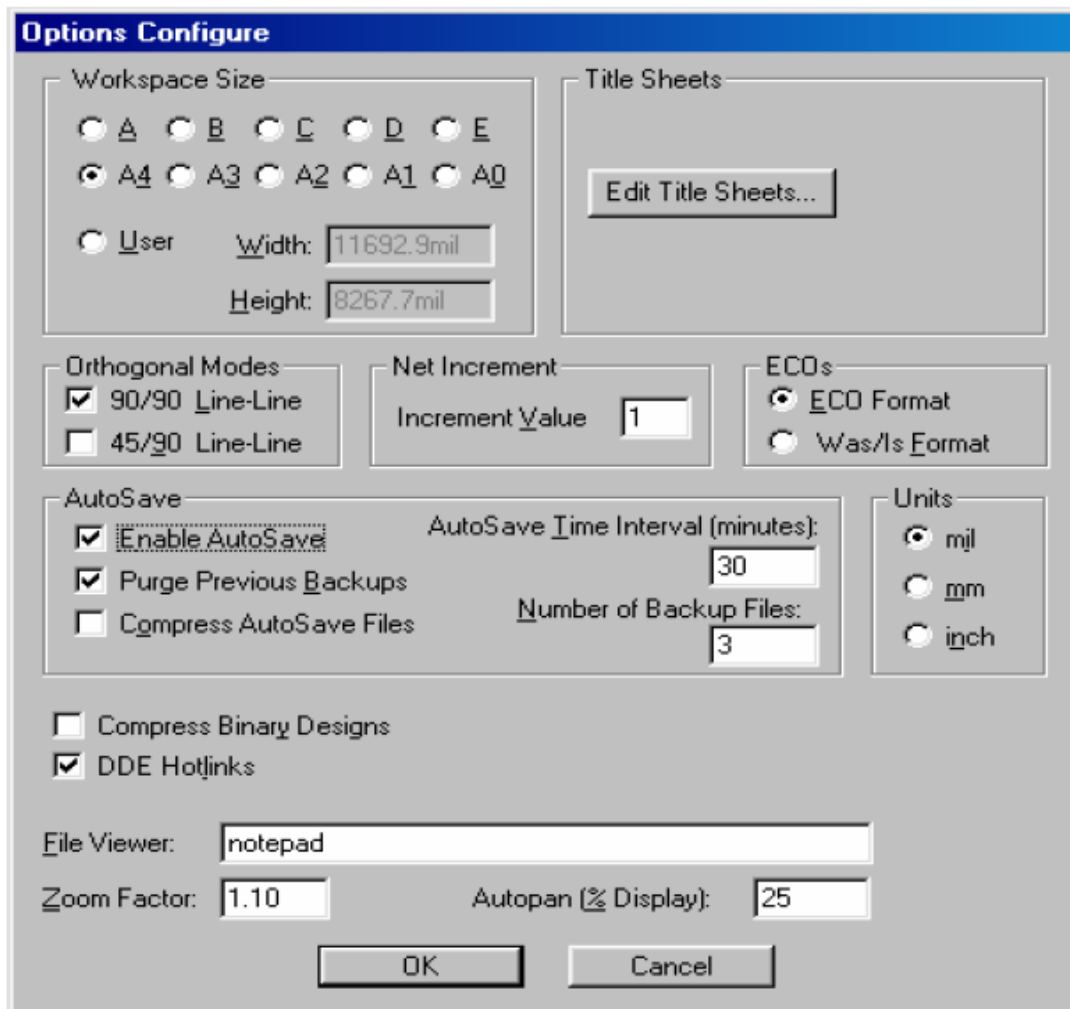 Options Configure
Workspace Size
A B C D E
A4 A3 A2 A1 A0
User Width: 11692.9mil
Height: 8267.7mil
Title Sheets
Edit Title Sheets...
Orthogonal Modes
90/90 Line-Line
45/90 Line-Line
Net Increment
Increment Value 1
ECOs
ECO Format
Was/Is Format
AutoSave
Enable AutoSave
Purge Previous Backups
Compress AutoSave Files
AutoSave Time Interval (minutes):
30
Number of Backup Files:
3
Units
mil
mm
inch
Compress Binary Designs
DDE Hotlinks
File Viewer: notepad
Zoom Factor: 1.10 Autopan (% Display): 25
OK Cancel